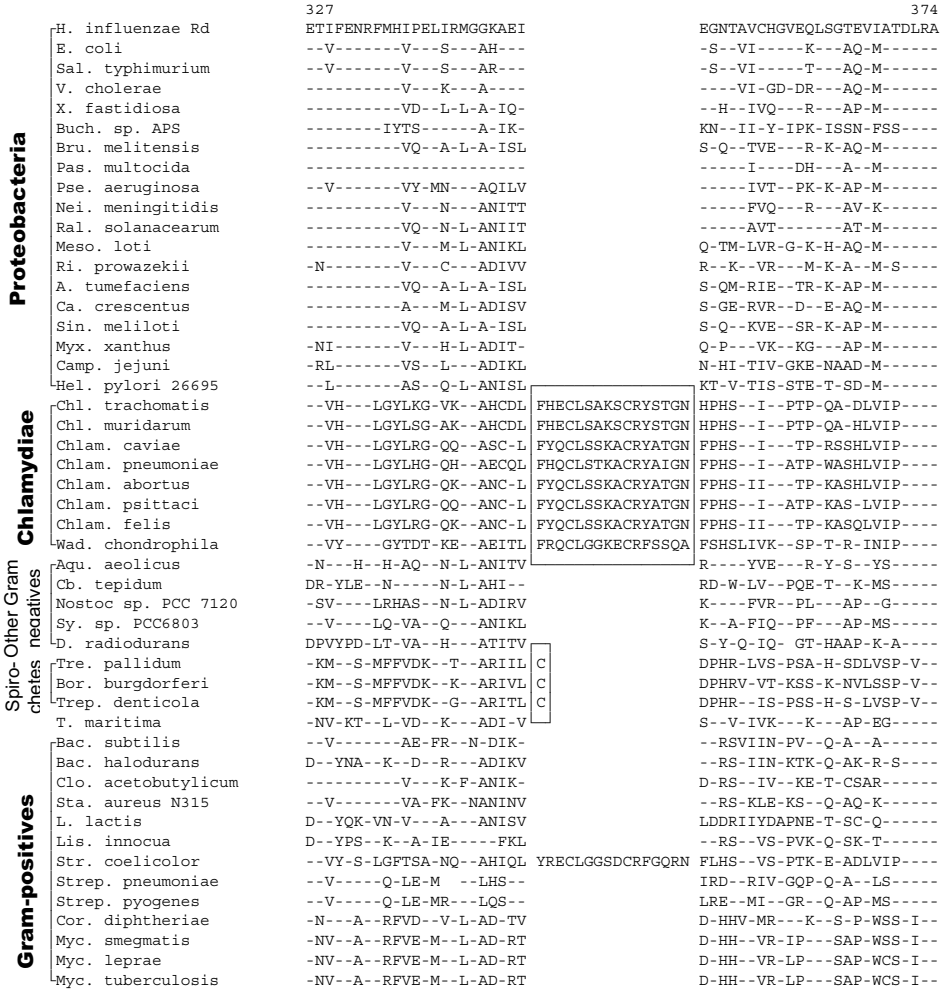 327 374
H. influenzae Rd ETIFENRFMHIPELIRMGGKAEI EGNTAVCHGVEQLSGTEVIATDLRA
E. coli --V-------V---S---AH--- -S--VI-----K---AQ-M------
Sal. typhimurium --V-------V---S---AR--- -S--VI-----T---AQ-M------
V. cholerae ----------V---K---A---- ----VI-GD-DR---AQ-M------
X. fastidiosa ----------VD--L-L-A-IQ- --H--IVQ---R---AP-M------
Buch. sp. APS --------IYTS------A-IK- KN--II-Y-IPK-ISSN-FSS----
Bru. melitensis ----------VQ--A-L-A-ISL S-Q--TVE---R-K-AQ-M------
Pas. multocida ----------------------- -----I----DH---A--M------
Pse. aeruginosa --V-------VY-MN---AQILV -----IVT--PK-K-AP-M------
Nei. meningitidis ----------V---N---ANITT -----FVQ---R---AV-K------
Ral. solanacearum ----------VQ--N-L-ANIIT -----AVT-------AT-M------
Meso. loti ----------V---M-L-ANIKL Q-TM-LVR-G-K-H-AQ-M------
Ri. prowazekii -N--------V---C---ADIVV R--K--VR---M-K-A--M-S----
A. tumefaciens ----------VQ--A-L-A-ISL S-QM-RIE--TR-K-AP-M------
Ca. crescentus ----------A---M-L-ADISV S-GE-RVR--D--E-AQ-M------
Sin. meliloti ----------VQ--A-L-A-ISL S-Q--KVE--SR-K-AP-M------
Myx. xanthus -NI-------V---H-L-ADIT- Q-P---VK--KG---AP-M------
Camp. jejuni -RL-------VS--L---ADIKL N-HI-TIV-GKE-NAAD-M------
Hel. pylori 26695 --L-------AS--Q-L-ANISL KT-V-TIS-STE-T-SD-M------
Chl. trachomatis --VH---LGYLKG-VK--AHCDL FHECLSAKSCRYSTGN HPHS--I--PTP-QA-DLVIP----
Chl. muridarum --VH---LGYLSG-AK--AHCDL FHECLSAKSCRYSTGN HPHS--I--PTP-QA-HLVIP----
Chlam. caviae --VH---LGYLRG-QQ--ASC-L FYQCLSSKACRYATGN FPHS--I---TP-RSSHLVIP----
Chlam. pneumoniae --VH---LGYLHG-QH--AECQL FHQCLSTKACRYAIGN FPHS--I--ATP-WASHLVIP----
Chlam. abortus --VH---LGYLRG-QK--ANC-L FYQCLSSKACRYATGN FPHS--II--TP-KASHLVIP----
Chlam. psittaci --VH---LGYLRG-QQ--ANC-L FYQCLSSKACRYATGN FPHS--I--ATP-KAS-LVIP----
Chlam. felis --VH---LGYLRG-QK--ANC-L FYQCLSSKACRYATGN FPHS--II--TP-KASQLVIP----
Wad. chondrophila --VY----GYTDT-KE--AEITL FRQCLGGKECRFSSQA FSHSLIVK--SP-T-R-INIP----
Aqu. aeolicus -N---H--H-AQ--N-L-ANITV R----YVE---R--Y-S--YS----
Cb. tepidum DR-YLE--N-----N-L-AHI-- RD--W-LV--PQE-T--K-MS----
Nostoc sp. PCC 7120 -SV-----LRHAS--N-L-ADIRV K----FVR--PL---AP--G-----
Sy. sp. PCC6803 --V-----LQ-VA--Q---ANIKL K--A-FIQ--PF---AP-MS-----
D. radiodurans DPVYPD-LT-VA--H---ATITV S-Y-Q-IQ- GT-HAAP-K-A-----
Tre. pallidum -KM--S-MFFVDK--T--ARIIL C DPHR-LVS-PSA-H-SDLVSP-V--
Bor. burgdorferi -KM--S-MFFVDK--K--ARIVL C DPHRV-VT-KSS-K-NVLSSP-V--
Trep. denticola -KM--S-MFFVDK--G--ARITL C DPHR--IS-PSS-H-S-LVSP-V--
T. maritima -NV-KT--L-VD--K---ADI-V S--V-IVK---K---AP-EG-----
Bac. subtilis --V-------AE-FR--N-DIK- --RSVIIN-PV--Q-A--A------
Bac. halodurans D--YNA--K--D--R---ADIKV --RS-IIN-KTK-Q-AK-R-S----
Clo. acetobutylicum ----------V---K-F-ANIK- D-RS--IV--KE-T-CSAR------
Sta. aureus N315 --V-------VA-FK--NANINV --RS-KLE-KS--Q-AQ-K------
L. lactis D--YQK-VN-V---A---ANISV LDDRIIYDAPNE-T-SC-Q------
Lis. innocua D--YPS--K--A-IE-----FKL --RS--VS-PVK-Q-SK-T------
Str. coelicolor --VY-S-LGFTSA-NQ--AHIQL YRECLGGSDCRFGQRN FLHS--VS-PTK-E-ADLVIP----
Strep. pneumoniae --V-----Q-LE-M --LHS-- IRD--RIV-GQP-Q-A--LS-----
Strep. pyogenes --V-----Q-LE-MR---LQS-- LRE--MI--GR--Q-AP-MS-----
Cor. diphtheriae -N---A--RFVD--V-L-AD-TV D-HHV-MR---K--S-P-WSS-I--
Myc. smegmatis -NV--A--RFVE-M--L-AD-RT D-HH--VR-IP---SAP-WSS-I--
Myc. leprae -NV--A--RFVE-M--L-AD-RT D-HH--VR-LP---SAP-WCS-I--
Myc. tuberculosis -NV--A--RFVE-M--L-AD-RT D-HH--VR-LP---SAP-WCS-I--
Proteobacteria
Chlamydiae
Other Gram
negatives
Spiro-
chetes
Gram-positives